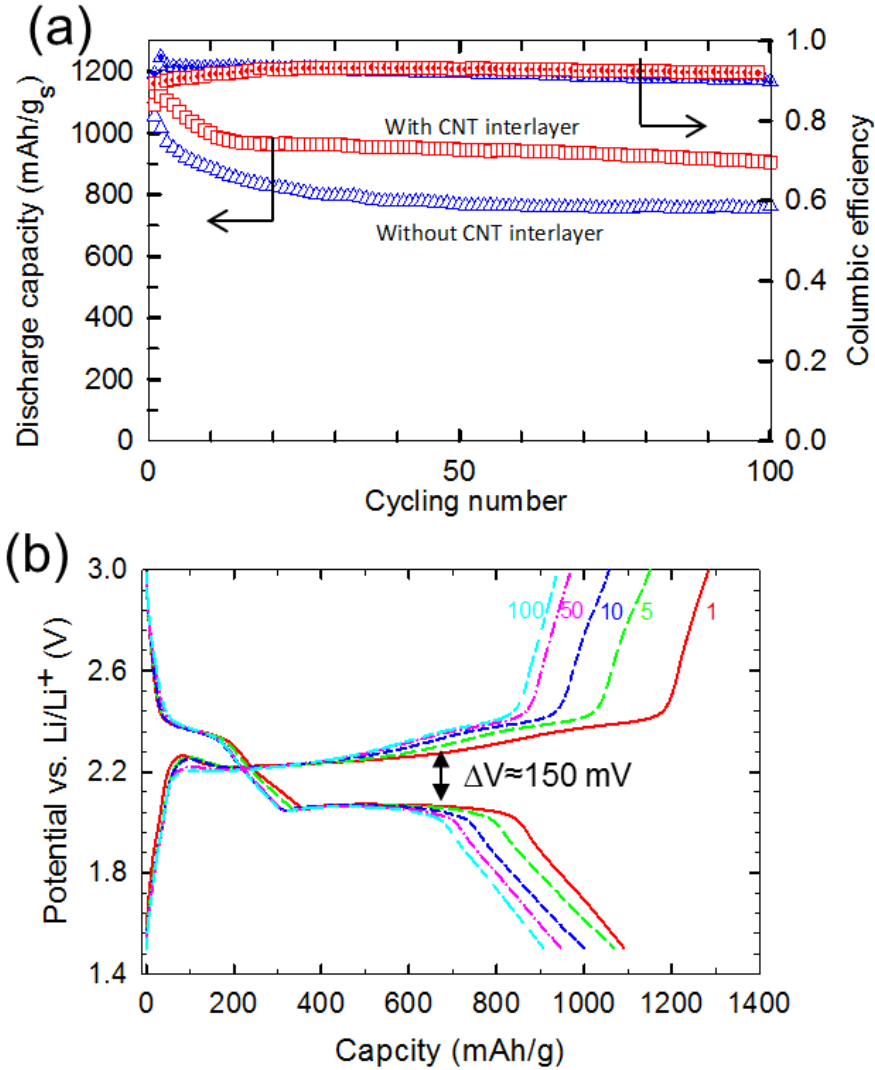 (a)
1200
1000
800
600
400
200
0
Discharge capacity (mAh/gs)
1.0
0.8
0.6
0.4
0.2
0.0
Columbic efficiency
With CNT interlayer
Without CNT interlayer
0 50 100
Cycling number
(b)
3.0
2.6
2.2
1.8
1.4
Potential vs. Li/Li+ (V)
100 50 10 5 1
ΔV≈150 mV
0 200 400 600 800 1000 1200 1400
Capcity (mAh/g)